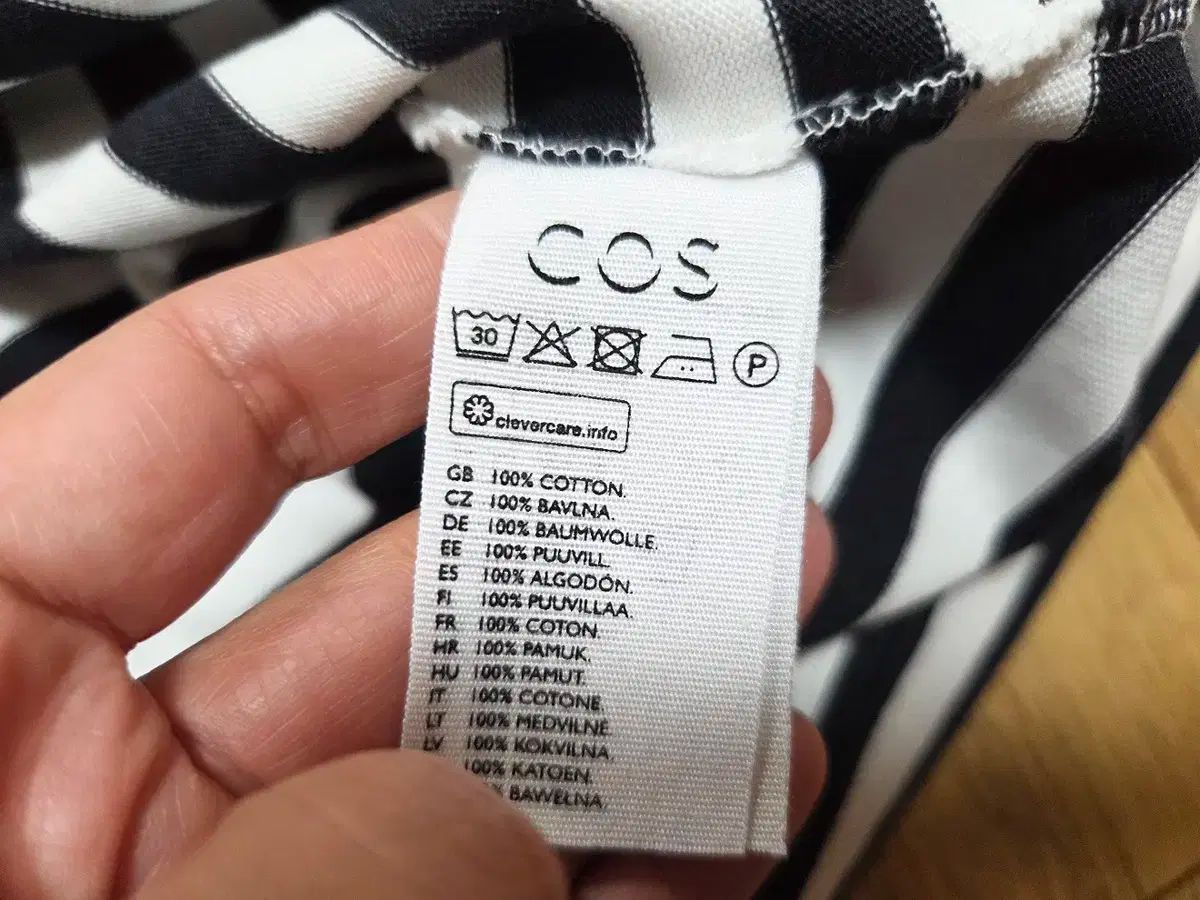 COS
30
P
clevercare.info
GB 100% COTTON.
CZ 100% BAVLNA.
DE 100% BAUMWOLLE.
EE 100% PUUVILL.
ES 100% ALGODÓN.
FI 100% PUUVILLAA.
FR 100% COTON.
HR 100% PAMUK.
HU 100% PAMUT.
IT 100% COTONE.
LT 100% MEDVILNĖ.
LV 100% KOKVILNA.
100% KATOEN.
% BAWEŁNA.